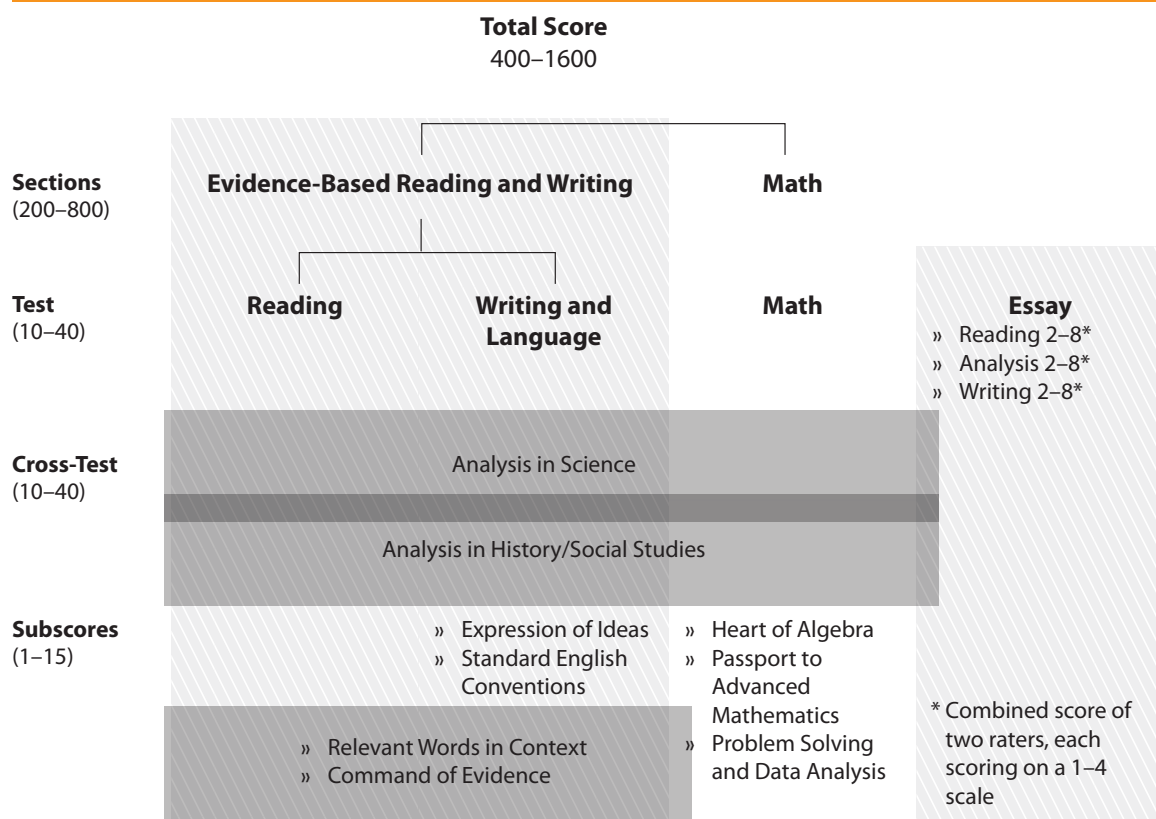 Total Score
400–1600
Sections
(200–800)
Evidence-Based Reading and Writing
Math
Test
(10–40)
Reading
Writing and
Language
Math
Essay
» Reading 2–8*
» Analysis 2–8*
» Writing 2–8*
Cross-Test
(10–40)
Analysis in Science
Analysis in History/Social Studies
Subscores
(1–15)
» Expression of Ideas
» Standard English
Conventions
» Relevant Words in Context
» Command of Evidence
» Heart of Algebra
» Passport to
Advanced
Mathematics
» Problem Solving
and Data Analysis
* Combined score of
two raters, each
scoring on a 1–4
scale